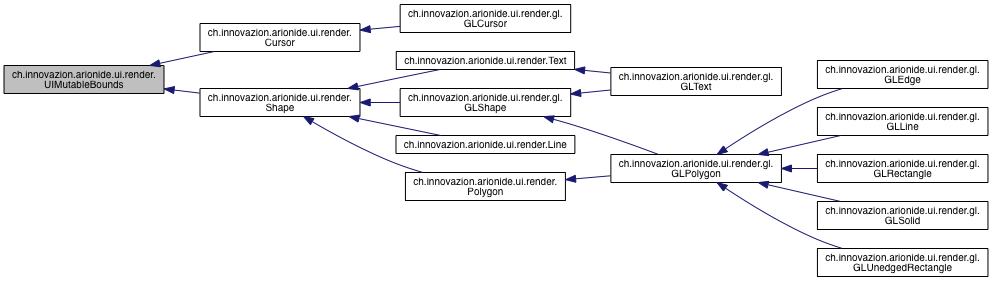 ch.innovazion.arionide.ui.render.
UIMutableBounds
ch.innovazion.arionide.ui.render.
Cursor
ch.innovazion.arionide.ui.render.gl.
GLCursor
ch.innovazion.arionide.ui.render.
Shape
ch.innovazion.arionide.ui.render.Text
ch.innovazion.arionide.ui.render.gl.
GLShape
ch.innovazion.arionide.ui.render.Line
ch.innovazion.arionide.ui.render.
Polygon
ch.innovazion.arionide.ui.render.gl.
GLText
ch.innovazion.arionide.ui.render.gl.
GLPolygon
ch.innovazion.arionide.ui.render.gl.
GLEdge
ch.innovazion.arionide.ui.render.gl.
GLLine
ch.innovazion.arionide.ui.render.gl.
GLRectangle
ch.innovazion.arionide.ui.render.gl.
GLSolid
ch.innovazion.arionide.ui.render.gl.
GLUnedgedRectangle